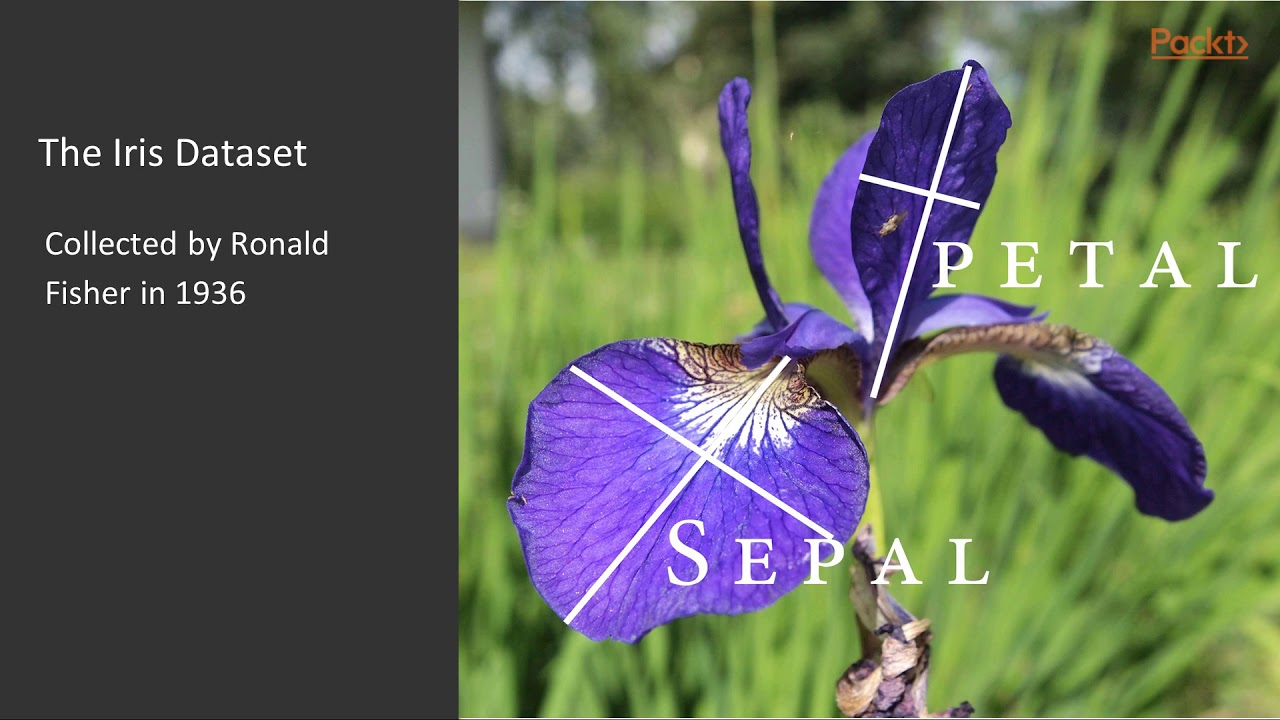 The Iris Dataset
Collected by Ronald
Fisher in 1936
Packt>
PETAL
SEPAL